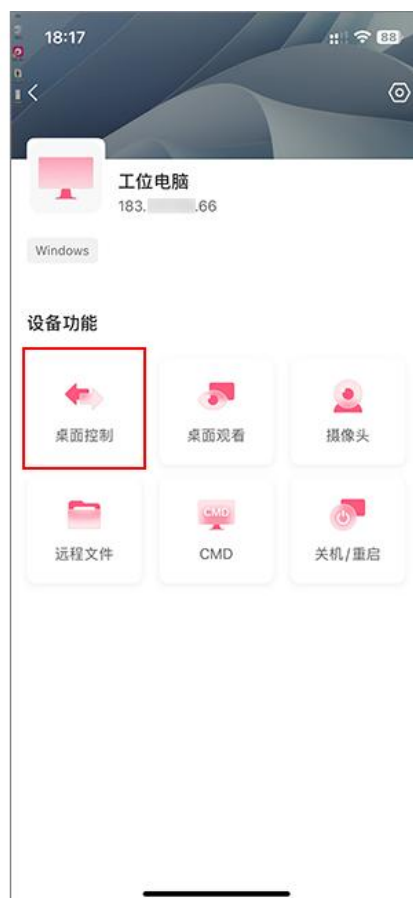 18:17
88
工位电脑
183. .66
Windows
设备功能
桌面控制
桌面观看
摄像头
远程文件
CMD
CMD
关机/重启